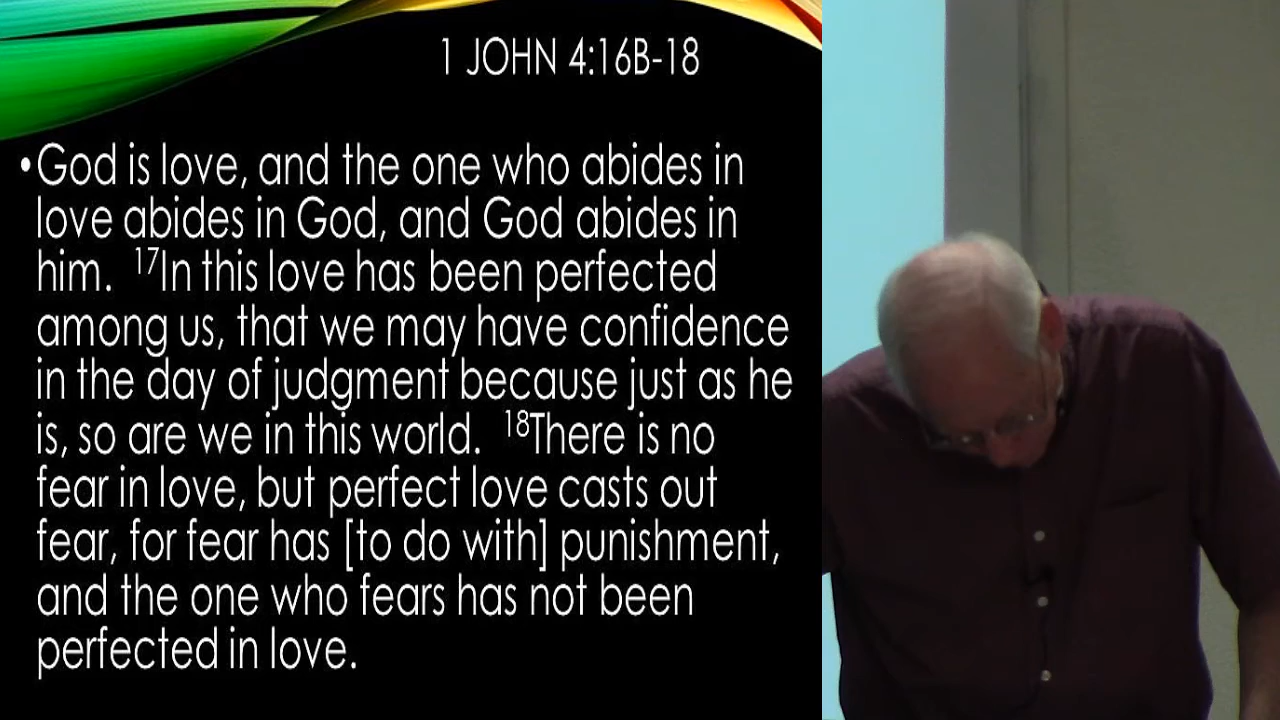 1 JOHN 4:16B-18
•God is love, and the one who abides in
love abides in God, and God abides in
him. 17In this love has been perfected
among us, that we may have confidence
in the day of judgment because just as he
is, so are we in this world. 18There is no
fear in love, but perfect love casts out
fear, for fear has [to do with] punishment,
and the one who fears has not been
perfected in love.